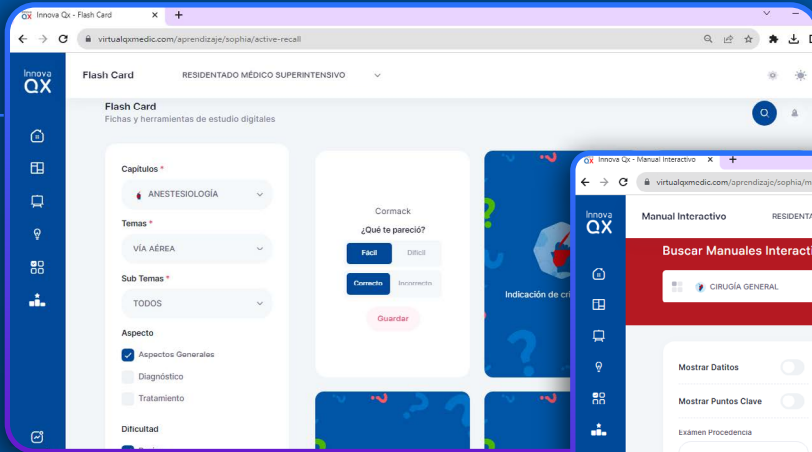 Innova Qx - Flash Card
virtualqxmedic.com/aprendizaje/sophia/active-recall
Innova
QX
Flash Card
RESIDENTADO MÉDICO SUPERINTENSIVO
Flash Card
Fichas y herramientas de estudio digitales
Capítulos *
ANESTESIOLOGÍA
Temas *
VÍA AÉREA
Sub Temas *
TODOS
Aspecto
Aspectos Generales
Diagnóstico
Tratamiento
Dificultad
Cormack
¿Qué te pareció?
Fácil Difícil
Correcto Incorrecto
Guardar
Indicación de cri
Innova Qx - Manual Interactivo
virtualqxmedic.com/aprendizaje/sophia/m
Innova
QX
Manual Interactivo
RESIDENTA
Buscar Manuales Interacti
CIRUGÍA GENERAL
Mostrar Datitos
Mostrar Puntos Clave
Exámen Procedencia